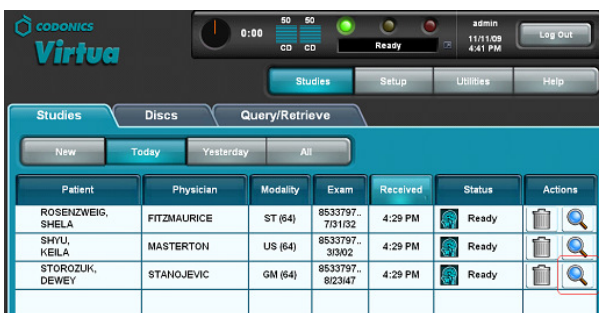 CODONICS
Virtua
0:00
50 50
CD CD
Ready
admin
11/11/09
4:41 PM
Log Out
Studies Setup Utilities Help
Studies Discs Query/Retrieve
New Today Yesterday All
Patient Physician Modality Exam Received Status Actions
ROSENZWEIG,
SHELA
FITZMAURICE
ST (64)
8533797..
7/31/32
4:29 PM
Ready
SHYU,
KEILA
MASTERTON
US (64)
8533797..
3/3/02
4:29 PM
Ready
STOROZUK,
DEWEY
STANOJEVIC
GM (64)
8533797..
8/23/47
4:29 PM
Ready